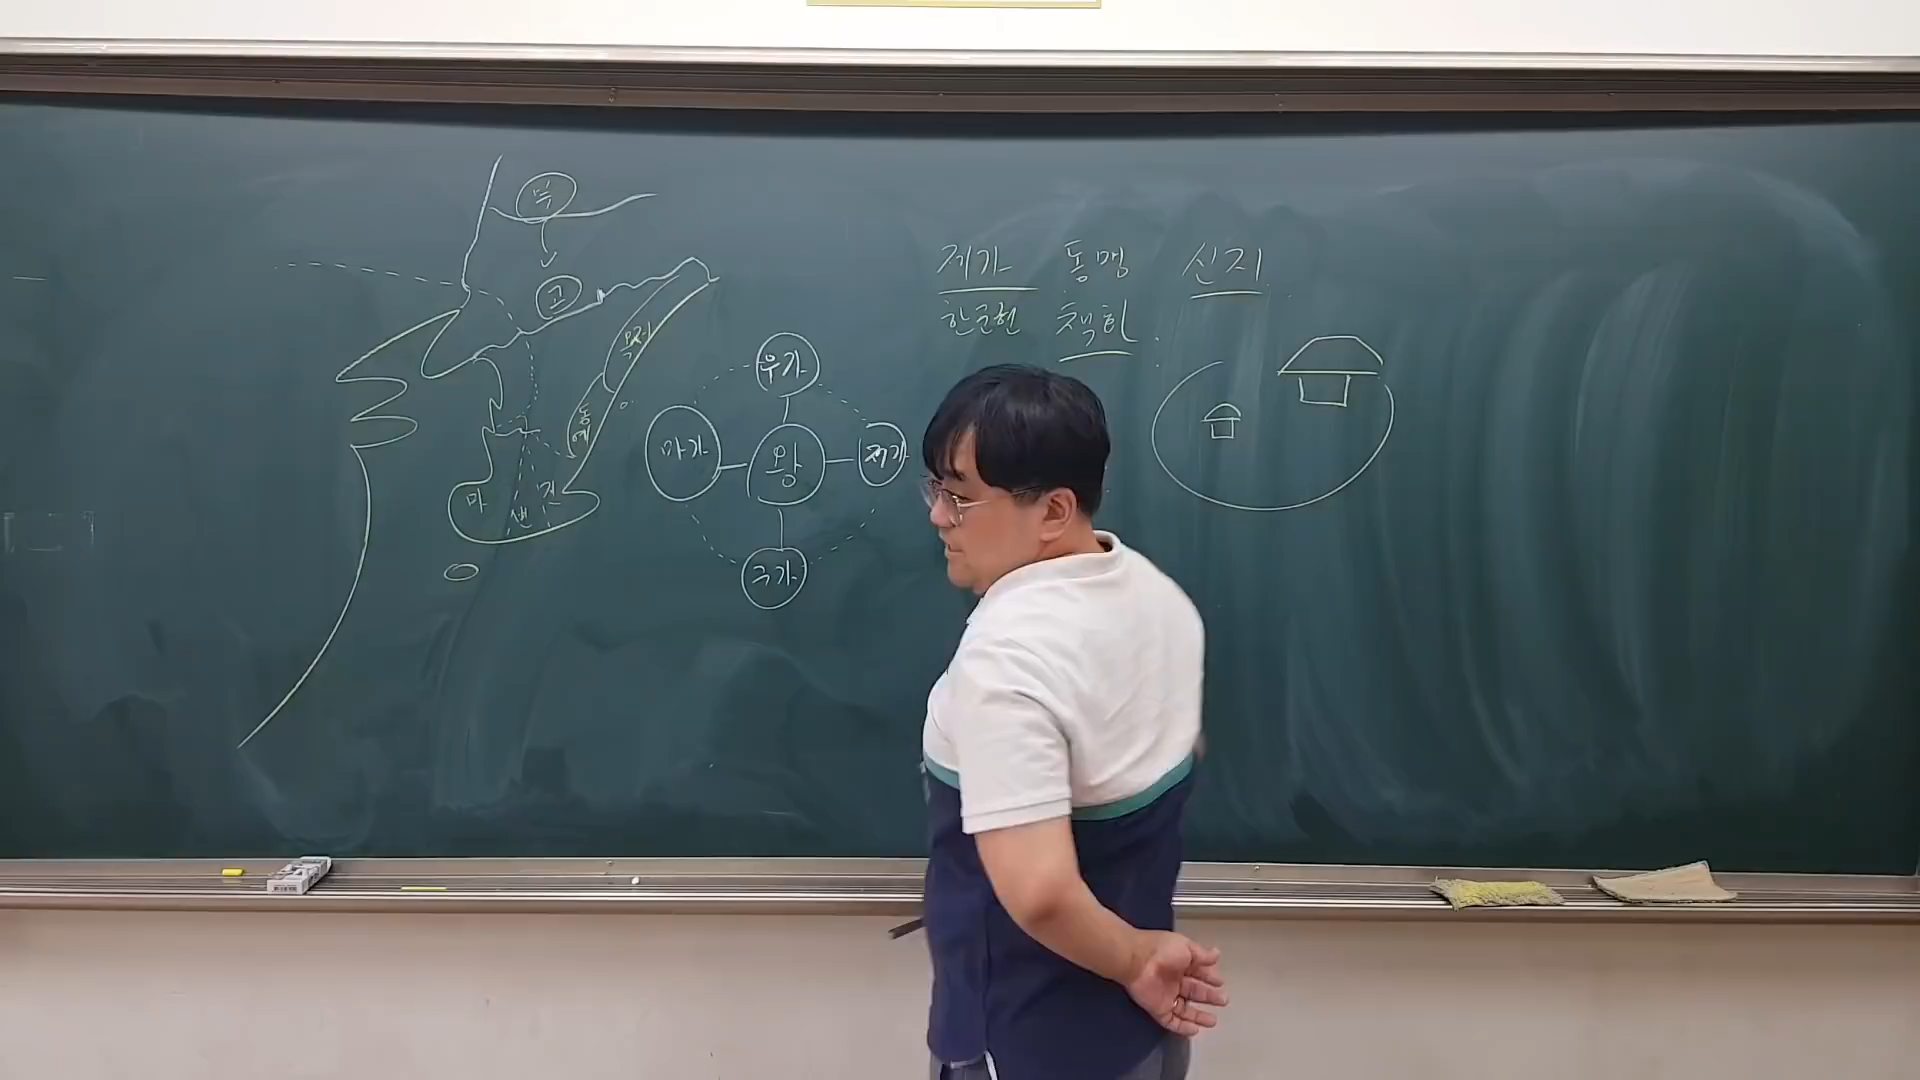 부
고
옥저
동예
마
변
진
우가
마가
왕
저가
구가
제가 동맹 신지
한군현 책화